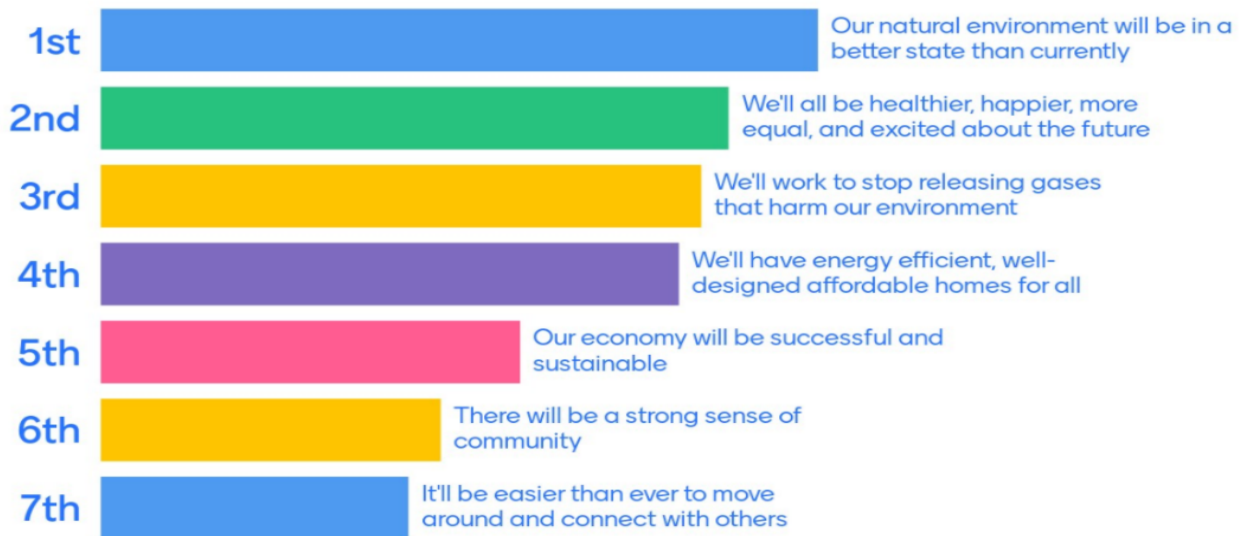 1st
Our natural environment will be in a
better state than currently
2nd
We'll all be healthier, happier, more
equal, and excited about the future
3rd
We'll work to stop releasing gases
that harm our environment
4th
We'll have energy efficient, well-
designed affordable homes for all
5th
Our economy will be successful and
sustainable
6th
There will be a strong sense of
community
7th
It'll be easier than ever to move
around and connect with others